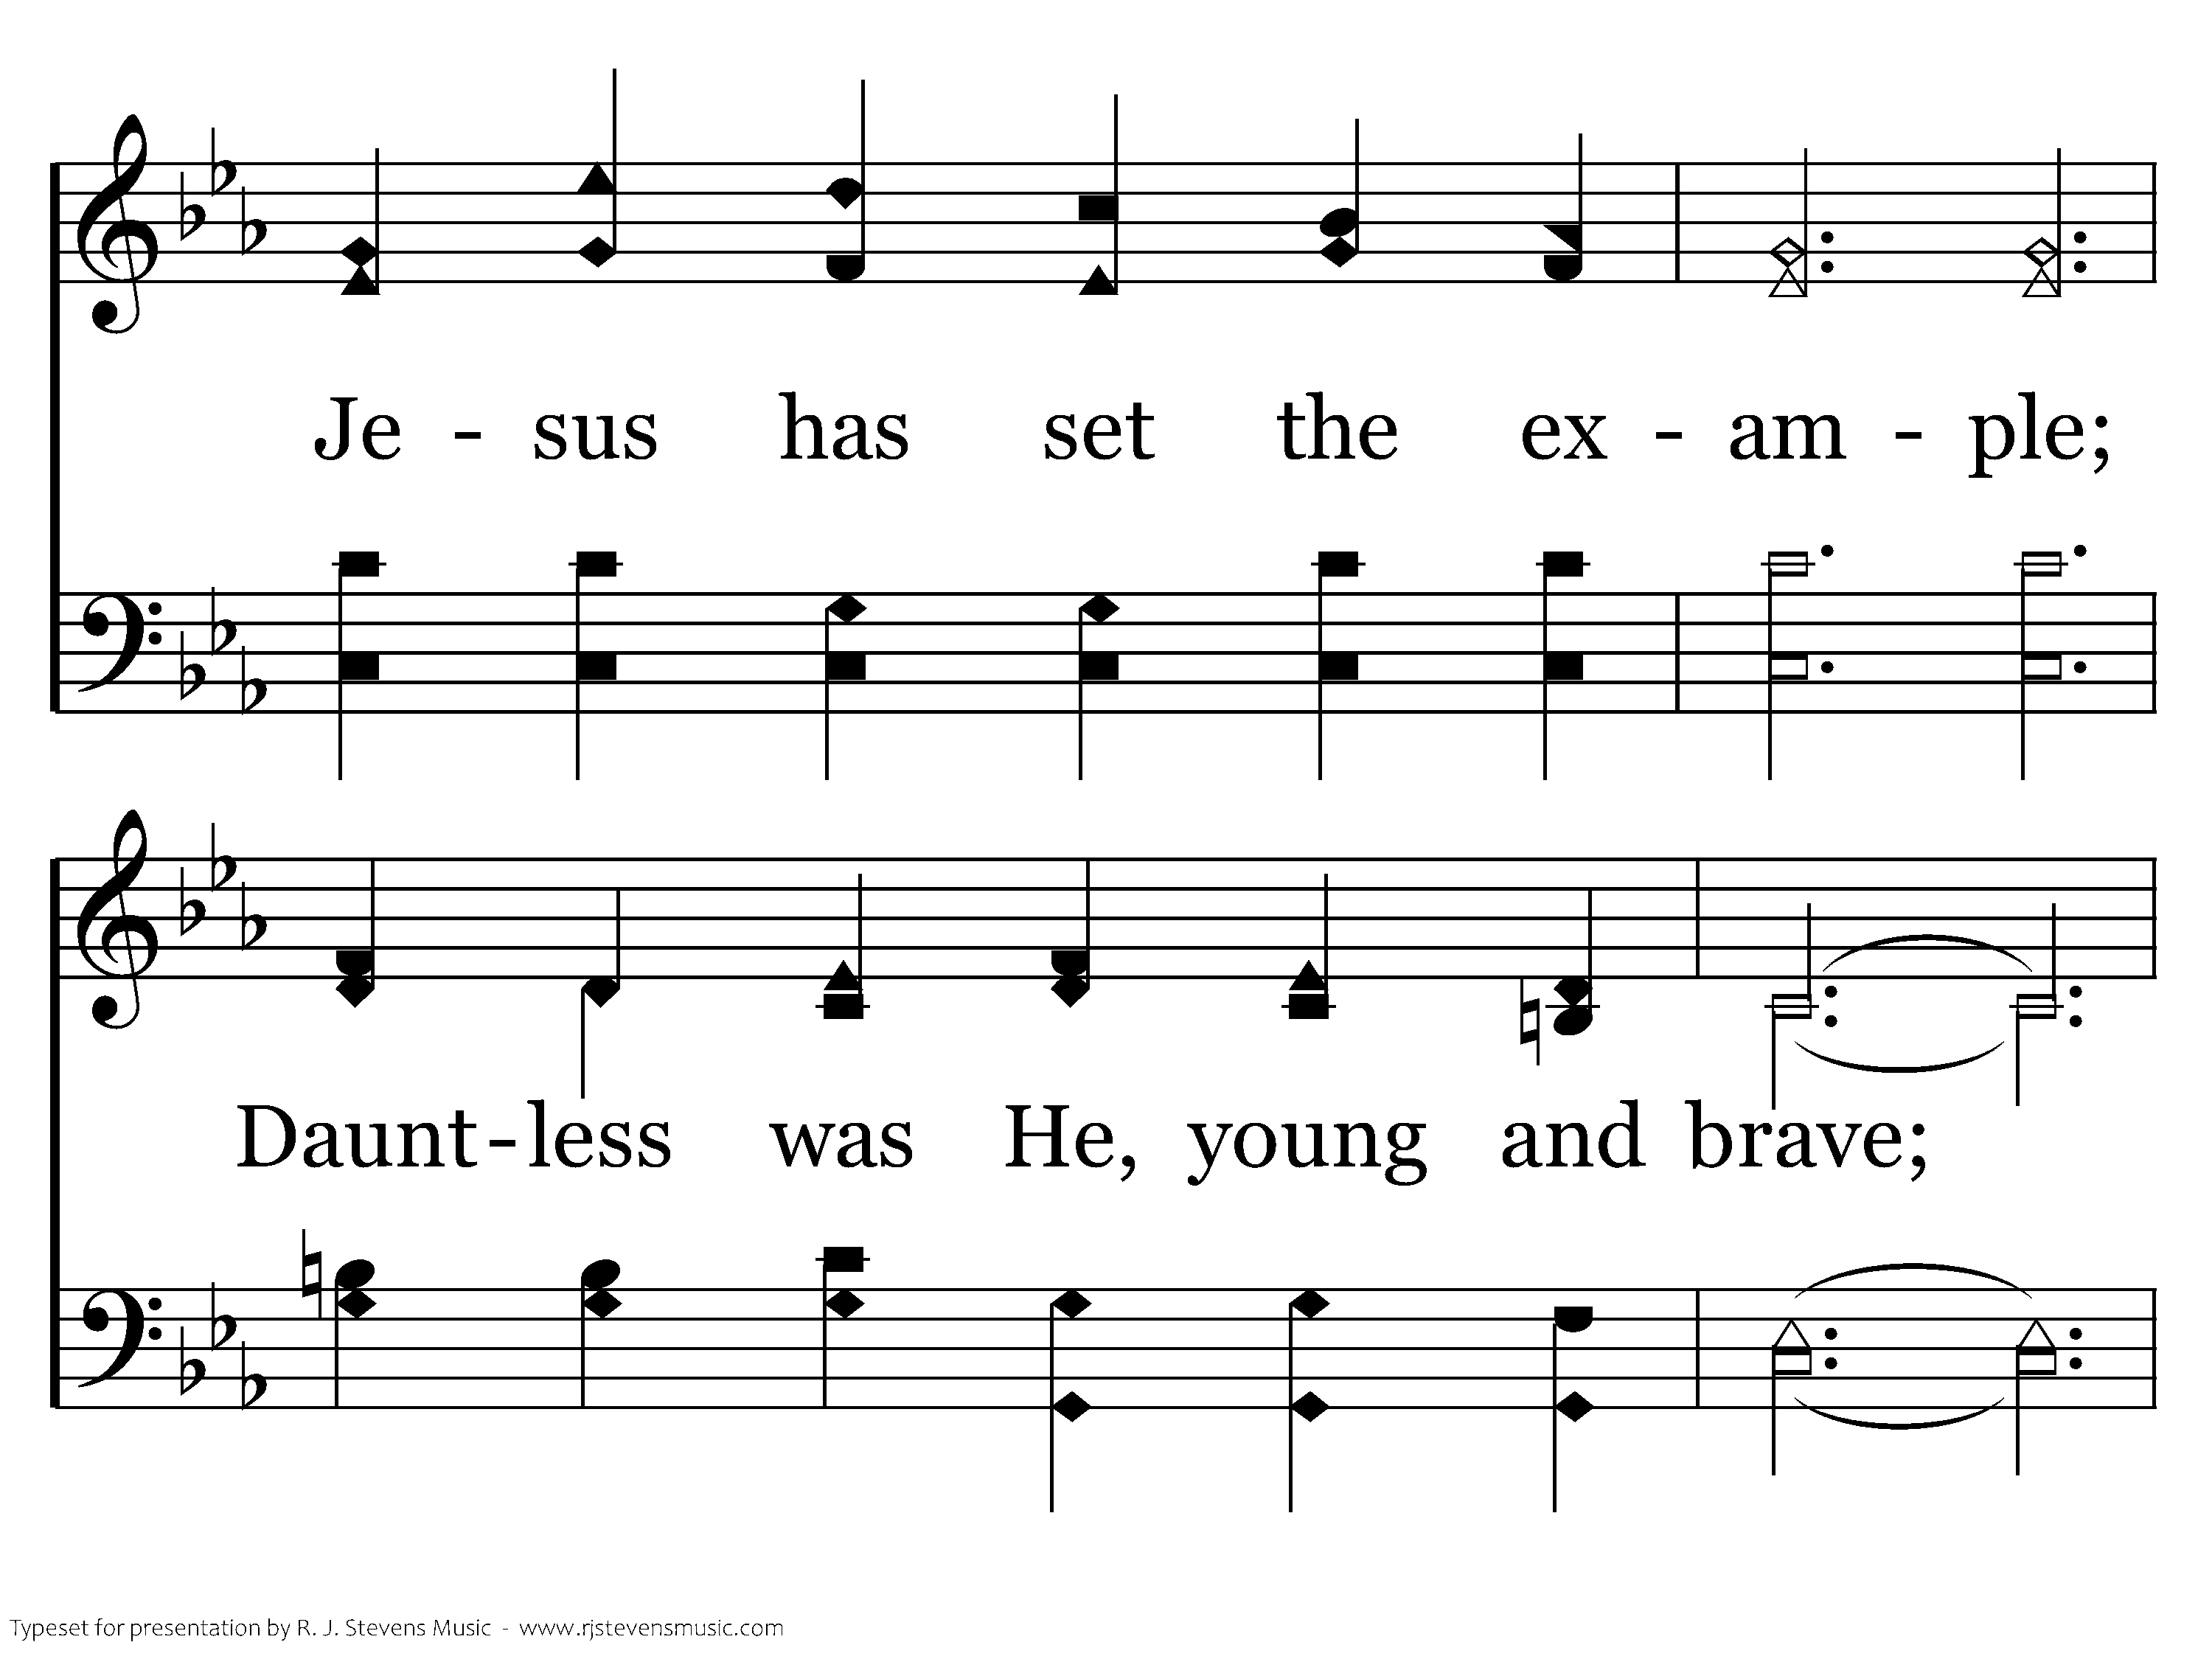 Je - sus has set the ex - am - ple;
Daunt - less was He, young and brave;
Typeset for presentation by R. J. Stevens Music - www.rjstevensmusic.com